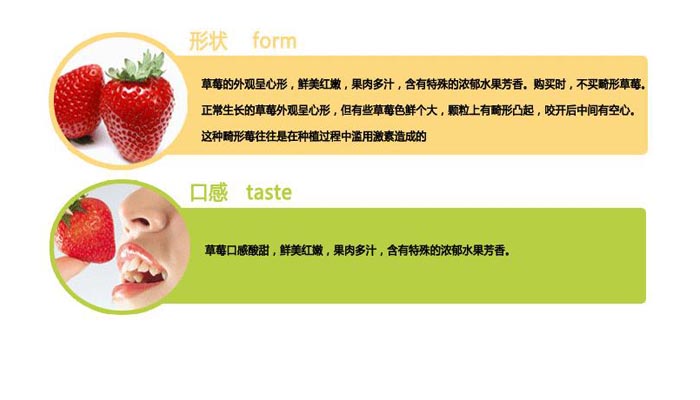 形状 form
草莓的外观呈心形，鲜美红嫩，果肉多汁，含有特殊的浓郁水果芳香。购买时，不买畸形草莓。
正常生长的草莓外观呈心形，但有些草莓色鲜个大，颗粒上有畸形凸起，咬开后中间有空心。
这种畸形莓往往是在种植过程中滥用激素造成的
口感 taste
草莓口感酸甜，鲜美红嫩，果肉多汁，含有特殊的浓郁水果芳香。